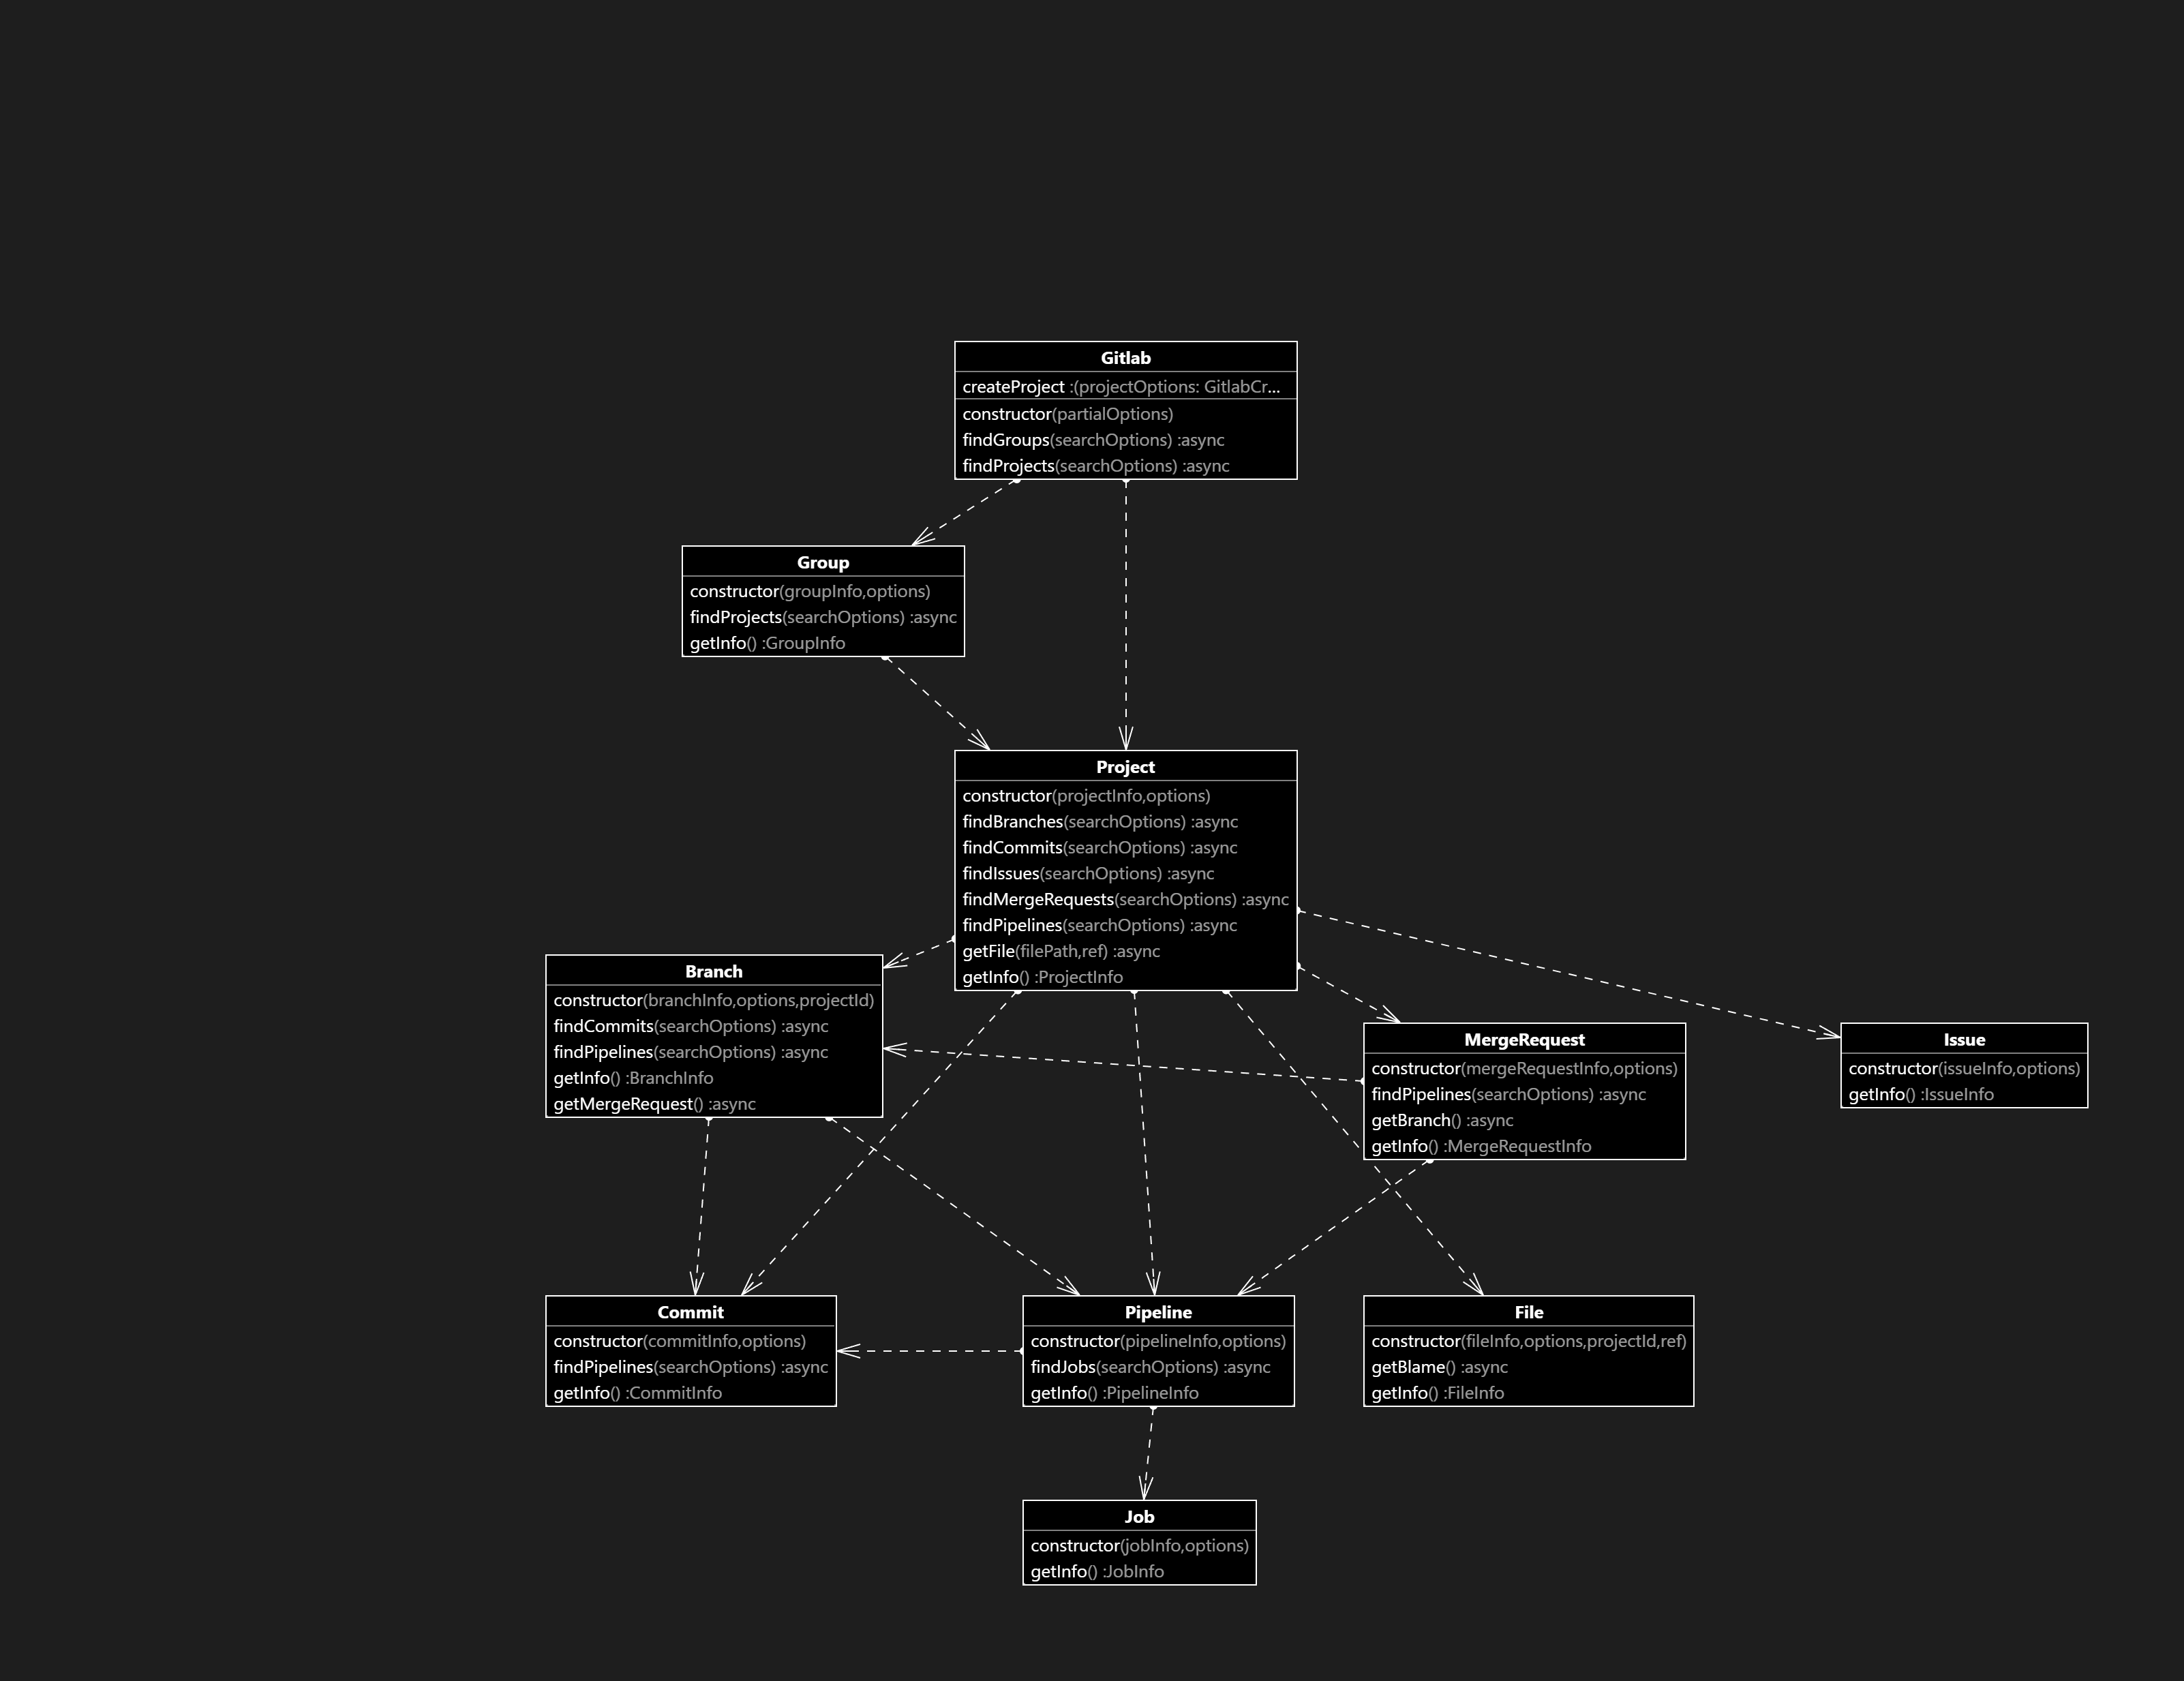 Gitlab
createProject :(projectOptions: GitlabCr...
constructor(partialOptions)
findGroups(searchOptions) :async
findProjects(searchOptions) :async
Group
constructor(groupInfo,options)
findProjects(searchOptions) :async
getInfo() :GroupInfo
Project
constructor(projectInfo,options)
findBranches(searchOptions) :async
findCommits(searchOptions) :async
findIssues(searchOptions) :async
findMergeRequests(searchOptions) :async
findPipelines(searchOptions) :async
getFile(filePath,ref) :async
getInfo() :ProjectInfo
Branch
constructor(branchInfo,options,projectId)
findCommits(searchOptions) :async
findPipelines(searchOptions) :async
getInfo() :BranchInfo
getMergeRequest() :async
MergeRequest
constructor(mergeRequestInfo,options)
findPipelines(searchOptions) :async
getBranch() :async
getInfo() :MergeRequestInfo
Issue
constructor(issueInfo,options)
getInfo() :IssueInfo
Commit
constructor(commitInfo,options)
findPipelines(searchOptions) :async
getInfo() :CommitInfo
Pipeline
constructor(pipelineInfo,options)
findJobs(searchOptions) :async
getInfo() :PipelineInfo
File
constructor(fileInfo,options,projectId,ref)
getBlame() :async
getInfo() :FileInfo
Job
constructor(jobInfo,options)
getInfo() :JobInfo